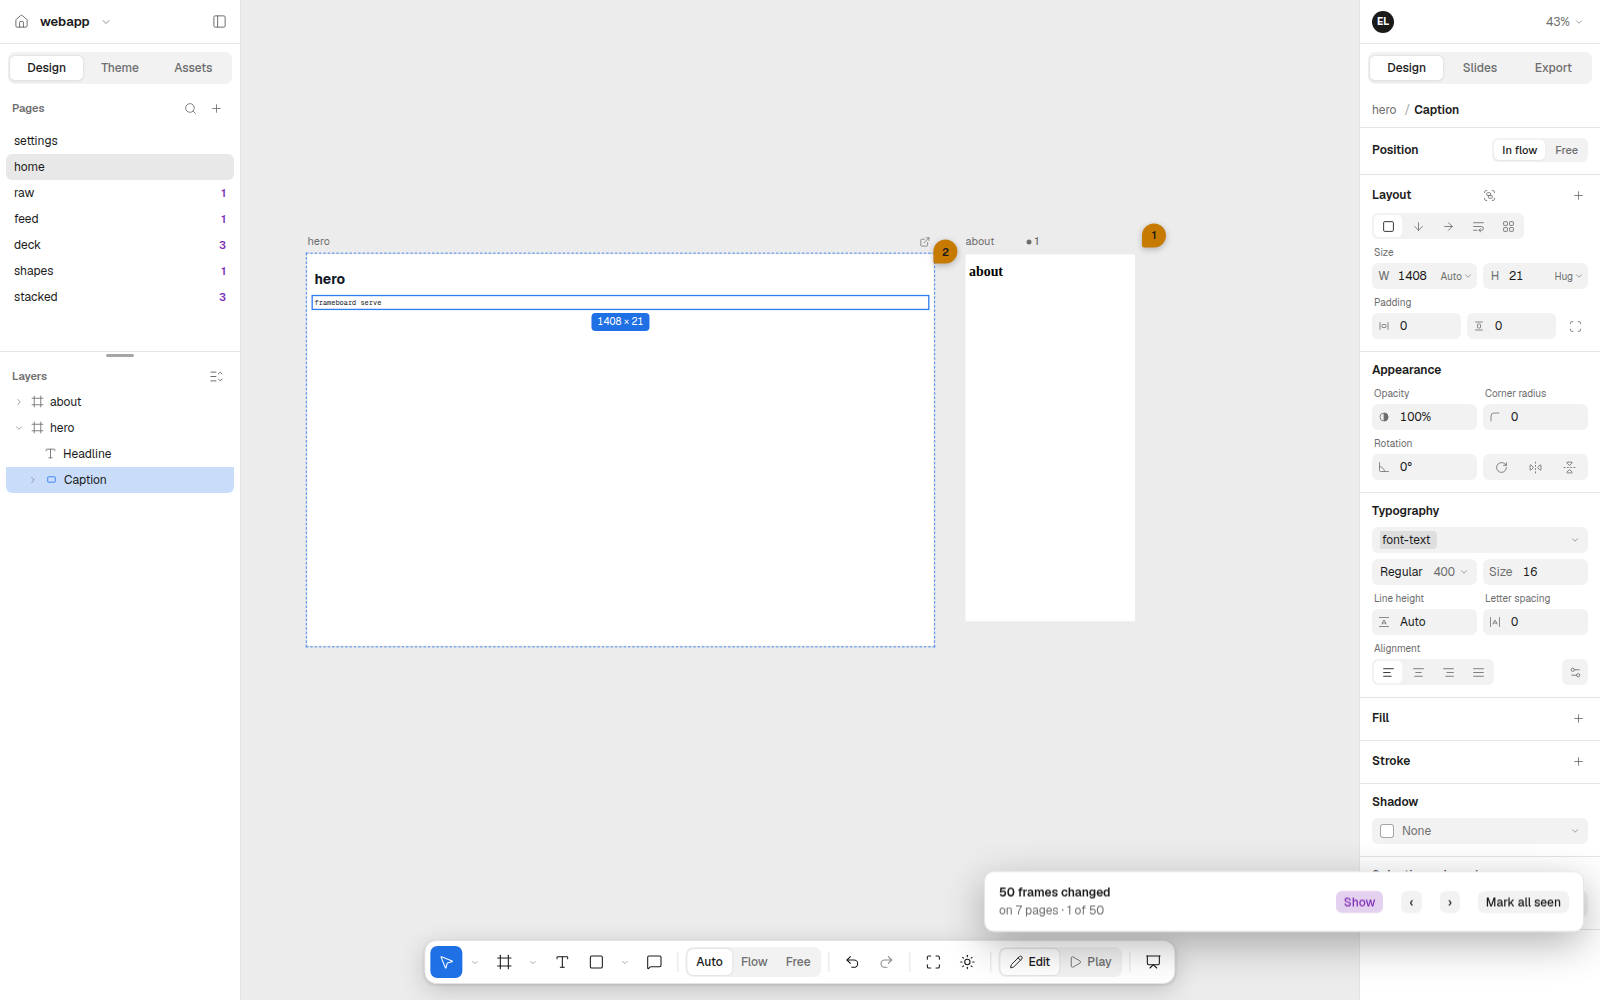 webapp
Design Theme Assets
Pages
settings
home
raw 1
feed 1
deck 3
shapes 1
stacked 3
Layers
about
hero
Headline
Caption
hero
2
about 1
1
hero
frameboard serve
1408 × 21
about
EL 43%
Design Slides Export
hero / Caption
Position In flow Free
Layout
Size
W 1408 Auto H 21 Hug
Padding
0 0
Appearance
Opacity Corner radius
100% 0
Rotation
0°
Typography
font-text
Regular 400 Size 16
Line height Letter spacing
Auto 0
Alignment
Fill
Stroke
Shadow
None
50 frames changed
on 7 pages · 1 of 50
Show ‹ › Mark all seen
Auto Flow Free Edit Play